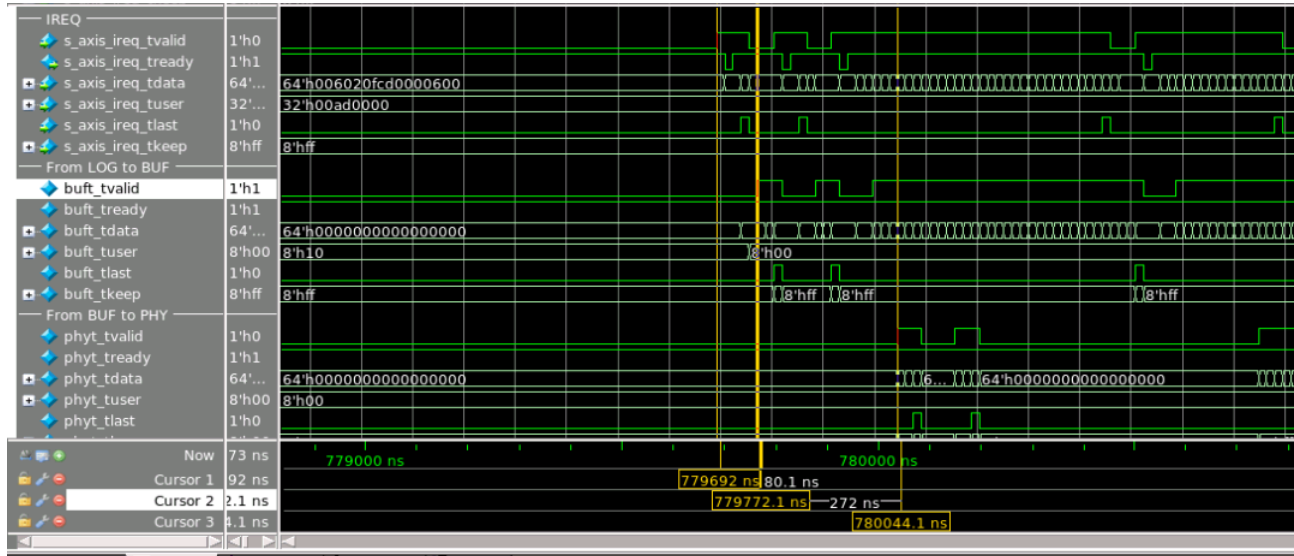 IREQ
s_axis_ireq_tvalid 1'h0
s_axis_ireq_tready 1'h1
s_axis_ireq_tdata 64'... 64'h006020fcd0000600
s_axis_ireq_tuser 32'... 32'h00ad0000
s_axis_ireq_tlast 1'h0
s_axis_ireq_tkeep 8'hff 8'hff
From LOG to BUF
buft_tvalid 1'h1
buft_tready 1'h1
buft_tdata 64'... 64'h0000000000000000
buft_tuser 8'h00 8'h10 8'h00
buft_tlast 1'h0
buft_tkeep 8'hff 8'hff 8'hff 8'hff 8'hff
From BUF to PHY
phyt_tvalid 1'h0
phyt_tready 1'h1
phyt_tdata 64'... 64'h0000000000000000 6... 64'h0000000000000000
phyt_tuser 8'h00 8'h00
phyt_tlast 1'h0
Now 73 ns 779000 ns 780000 ns
Cursor 1 92 ns 779692 ns 80.1 ns
Cursor 2 2.1 ns 779772.1 ns 272 ns
Cursor 3 4.1 ns 780044.1 ns